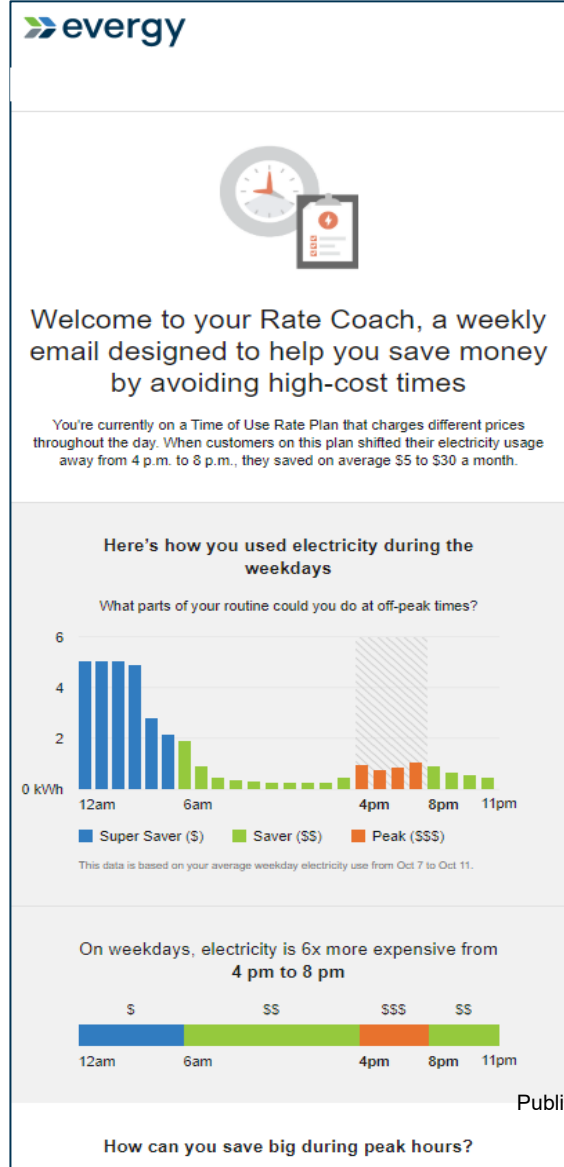 evergy
Welcome to your Rate Coach, a weekly
email designed to help you save money
by avoiding high-cost times
You're currently on a Time of Use Rate Plan that charges different prices
throughout the day. When customers on this plan shifted their electricity usage
away from 4 p.m. to 8 p.m., they saved on average $5 to $30 a month.
Here's how you used electricity during the
weekdays
What parts of your routine could you do at off-peak times?
6
4
2
0 kWh
12am 6am 4pm 8pm 11pm
Super Saver ($) Saver ($$) Peak ($$$)
This data is based on your average weekday electricity use from Oct 7 to Oct 11.
On weekdays, electricity is 6x more expensive from
4 pm to 8 pm
$ $$ $$$ $$
12am 6am 4pm 8pm 11pm
Publi
How can you save big during peak hours?